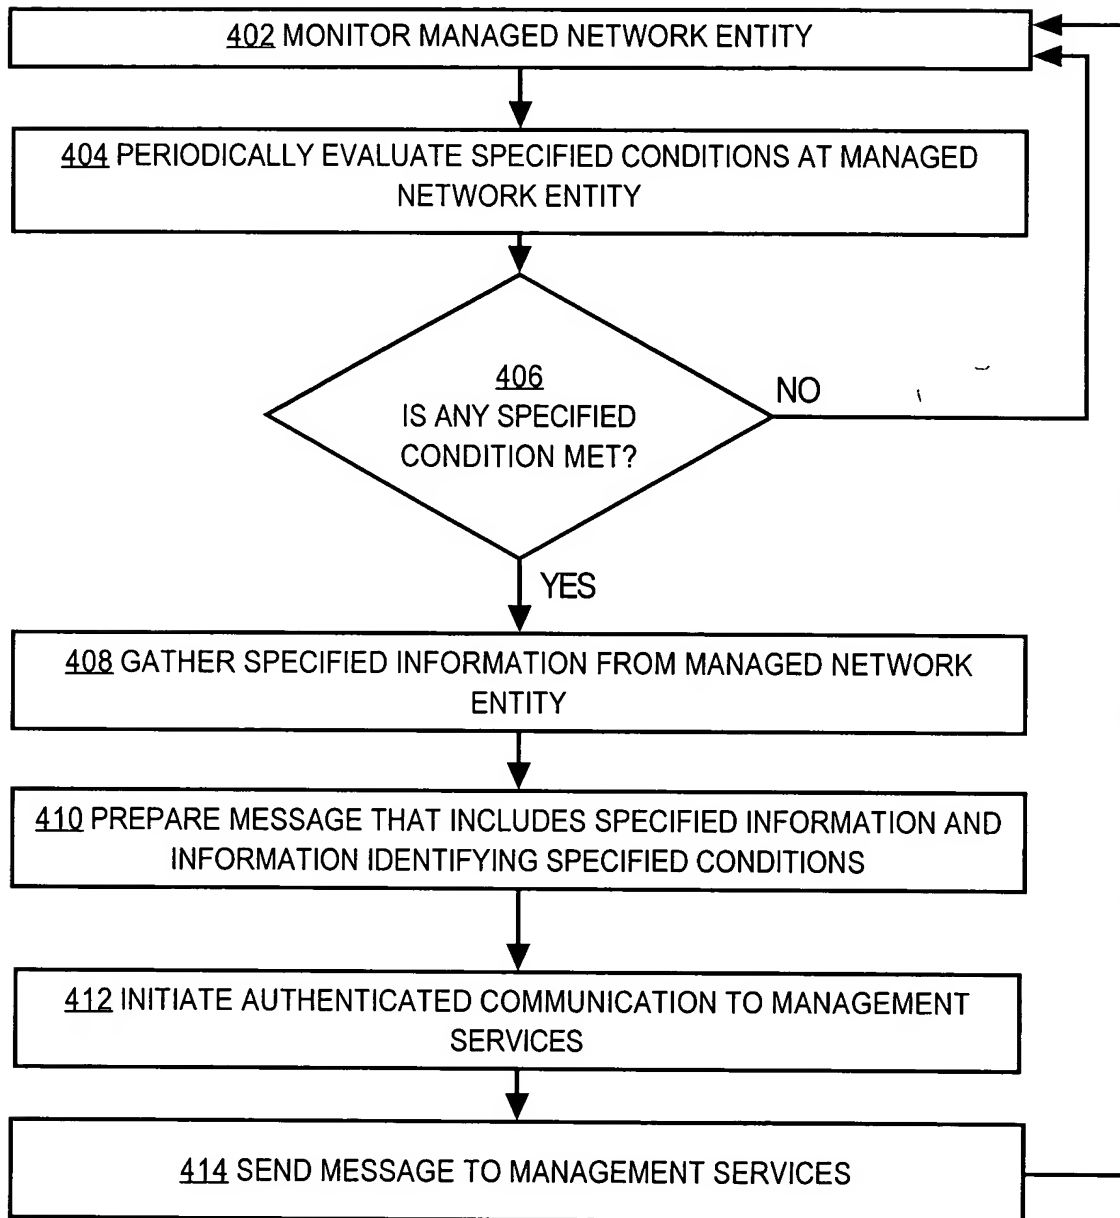 402 MONITOR MANAGED NETWORK ENTITY
404 PERIODICALLY EVALUATE SPECIFIED CONDITIONS AT MANAGED
NETWORK ENTITY
406
IS ANY SPECIFIED
CONDITION MET?
NO
YES
408 GATHER SPECIFIED INFORMATION FROM MANAGED NETWORK
ENTITY
410 PREPARE MESSAGE THAT INCLUDES SPECIFIED INFORMATION AND
INFORMATION IDENTIFYING SPECIFIED CONDITIONS
412 INITIATE AUTHENTICATED COMMUNICATION TO MANAGEMENT
SERVICES
414 SEND MESSAGE TO MANAGEMENT SERVICES